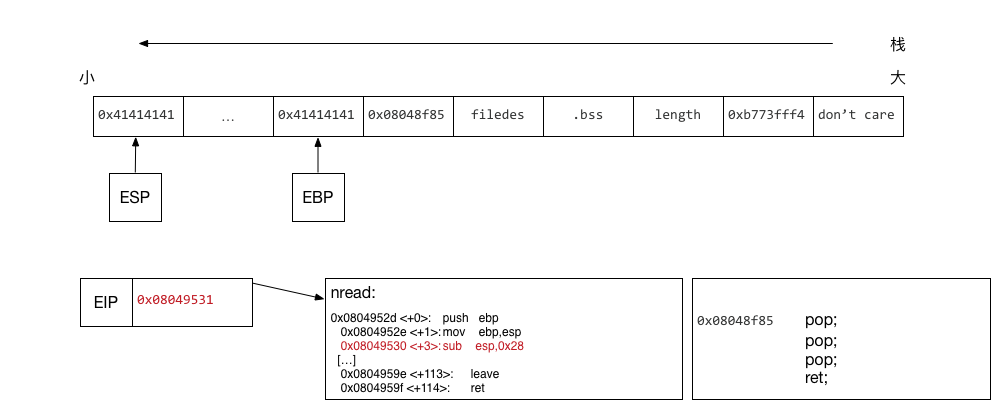 栈
小
大
0x41414141 ... 0x41414141 0x08048f85 filedes .bss length 0xb773fff4 don't care
ESP EBP
EIP 0x08049531
nread:
0x0804952d <+0>: push ebp
0x0804952e <+1>: mov ebp,esp
0x08049530 <+3>: sub esp,0x28
[...]
0x0804959e <+113>: leave
0x0804959f <+114>: ret
0x08048f85 pop;
pop;
pop;
ret;